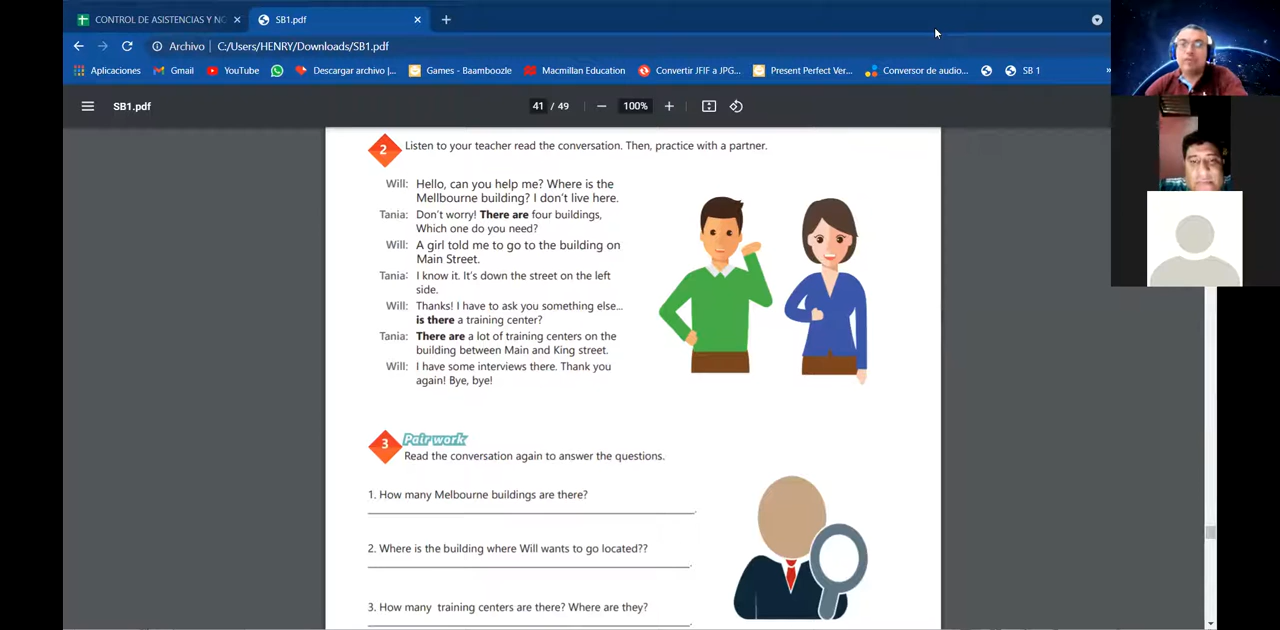 CONTROL DE ASISTENCIAS Y NO
SB1.pdf
Archivo C:/Users/HENRY/Downloads/SB1.pdf
Aplicaciones Gmail YouTube Descargar archivo |... Games - Baamboozle Macmillan Education Convertir JFIF a JPG... Present Perfect Ver... Conversor de audio... SB 1 »
SB1.pdf 41 / 49 — 100% +
2 Listen to your teacher read the conversation. Then, practice with a partner.
Will: Hello, can you help me? Where is the
Mellbourne building? I don't live here.
Tania: Don't worry! There are four buildings,
Which one do you need?
Will: A girl told me to go to the building on
Main Street.
Tania: I know it. It's down the street on the left
side.
Will: Thanks! I have to ask you something else...
is there a training center?
Tania: There are a lot of training centers on the
building between Main and King street.
Will: I have some interviews there. Thank you
again! Bye, bye!
3 Pair work
Read the conversation again to answer the questions.
1. How many Melbourne buildings are there?
2. Where is the building where Will wants to go located??
3. How many training centers are there? Where are they?